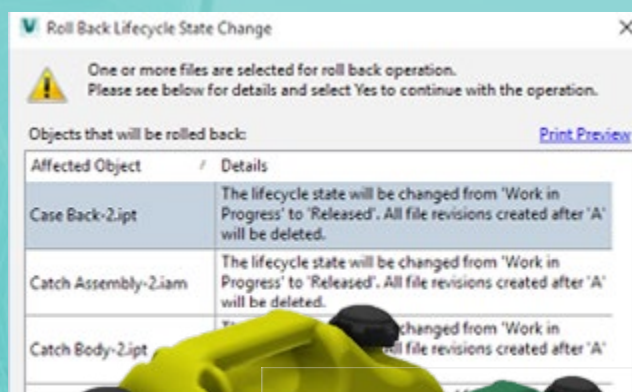 Roll Back Lifecycle State Change
One or more files are selected for roll back operation.
Please see below for details and select Yes to continue with the operation.
Objects that will be rolled back:
Print Preview
Affected Object / Details
Case Back-2.ipt
The lifecycle state will be changed from 'Work in
Progress' to 'Released'. All file revisions created after 'A'
will be deleted.
Catch Assembly-2.iam
The lifecycle state will be changed from 'Work in
Progress' to 'Released'. All file revisions created after 'A'
will be deleted.
Catch Body-2.ipt
changed from 'Work in
All file revisions created after 'A'